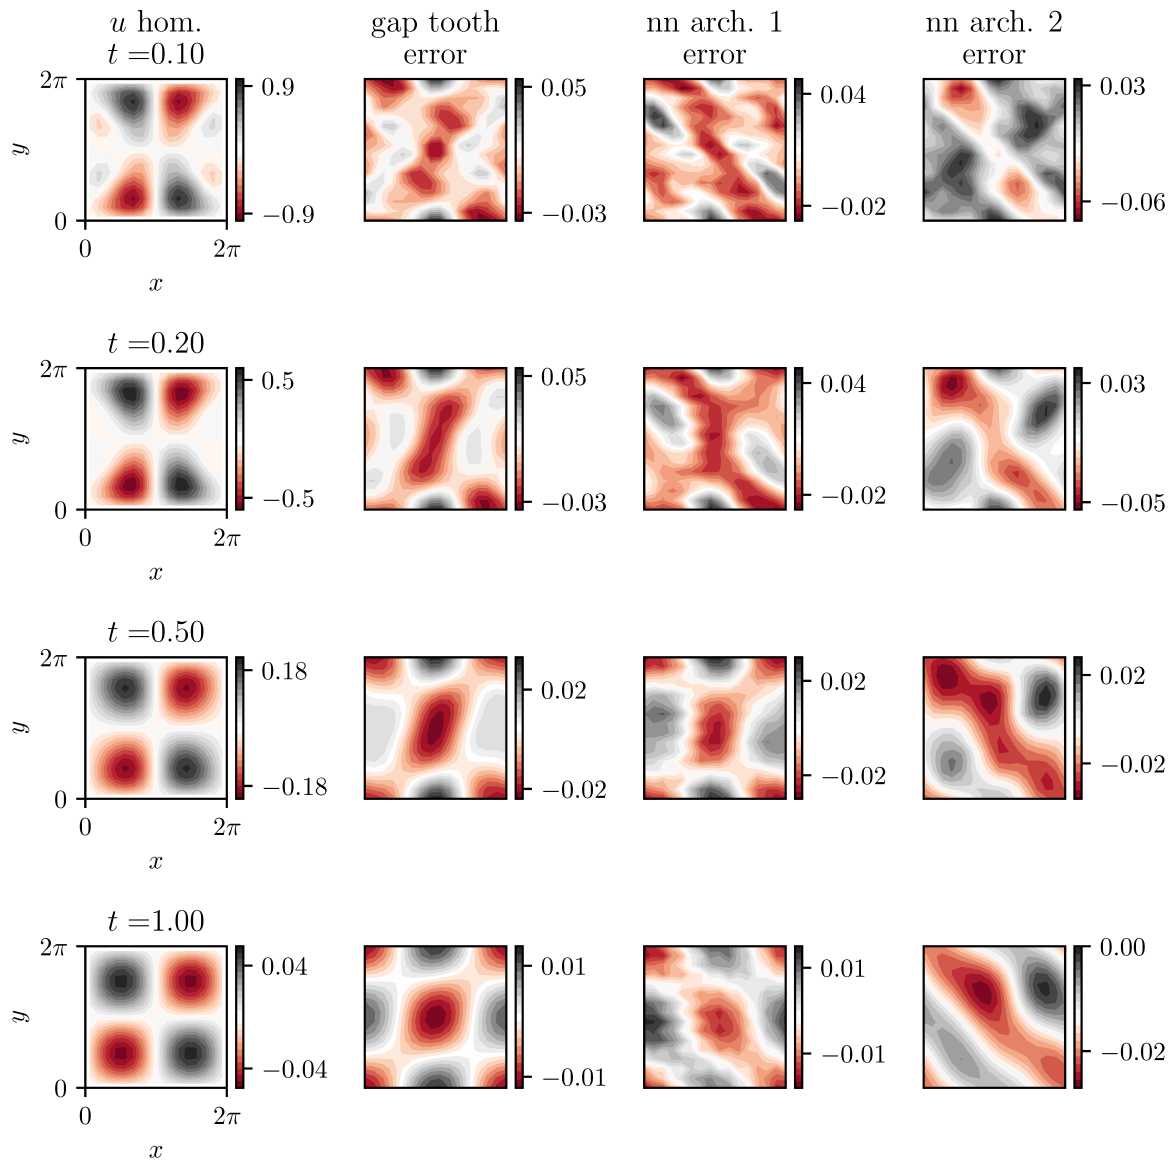 u hom.
t =0.10
gap tooth
error
nn arch. 1
error
nn arch. 2
error
2π
y
0
0
2π
x
0.9
−0.9
0.05
−0.03
0.04
−0.02
0.03
−0.06
t =0.20
2π
y
0
0
2π
x
0.5
−0.5
0.05
−0.03
0.04
−0.02
0.03
−0.05
t =0.50
2π
y
0
0
2π
x
0.18
−0.18
0.02
−0.02
0.02
−0.02
0.02
−0.02
t =1.00
2π
y
0
0
2π
x
0.04
−0.04
0.01
−0.01
0.01
−0.01
0.00
−0.02